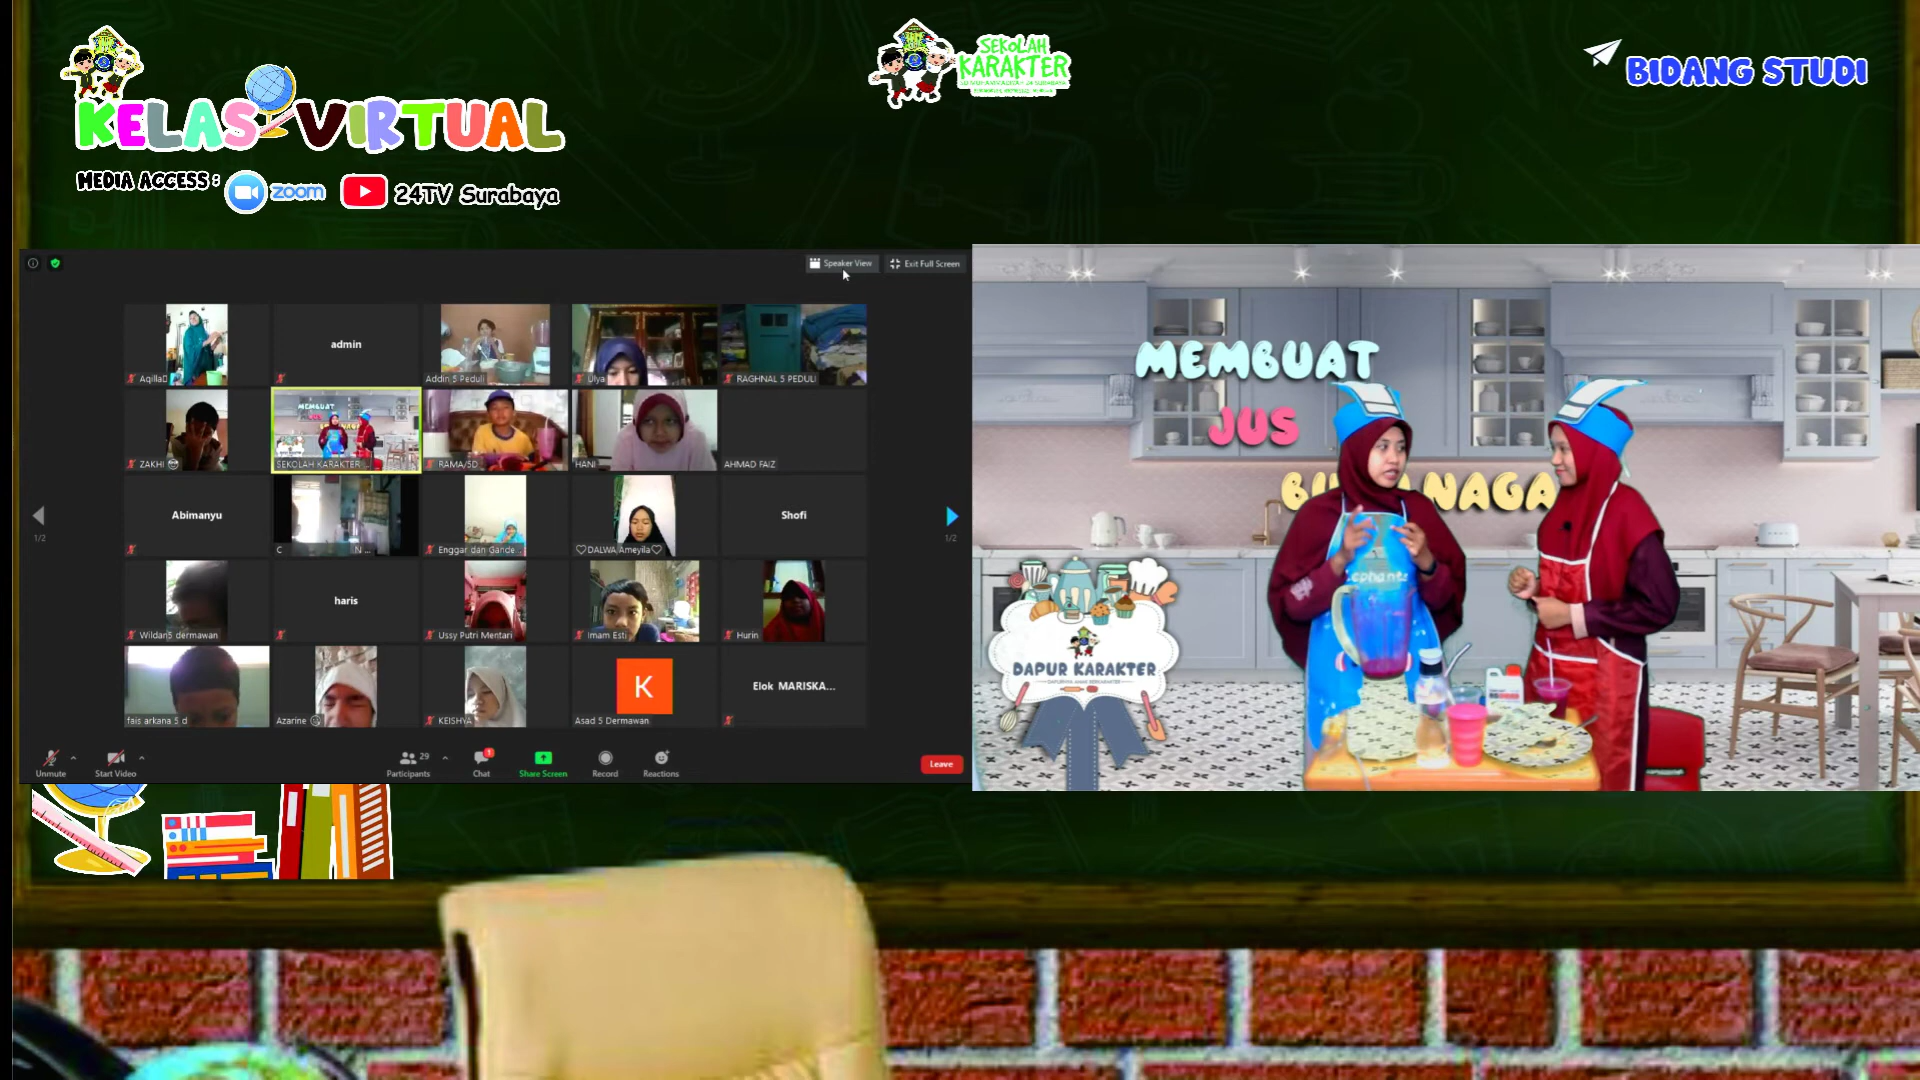 KELAS VIRTUAL
MEDIA ACCESS :
zoom
24TV Surabaya
SEKOLAH
KARAKTER
BIDANG STUDI
Speaker View
Exit Full Screen
Aqilla
admin
Addin 5 Peduli
Ulya
RAGHNAL 5 PEDULI
ZAKHI
SEKOLAH KARAKTER
RAMA/5D
HANI
AHMAD FAIZ
Abimanyu
Enggar dan Gande...
♡DALWA Ameyila♡
Shofi
Wildan5 dermawan
haris
Ussy Putri Mentari
Imam Esti
Hurin
fais arkana 5 d
Azarine
KEISHYA
K
Asad 5 Dermawan
Elok MARISKA...
1/2
1/2
Unmute
Start Video
Participants
29
Chat
1
Share Screen
Record
Reactions
Leave
MEMBUAT
JUS
NAGA
DAPUR KARAKTER